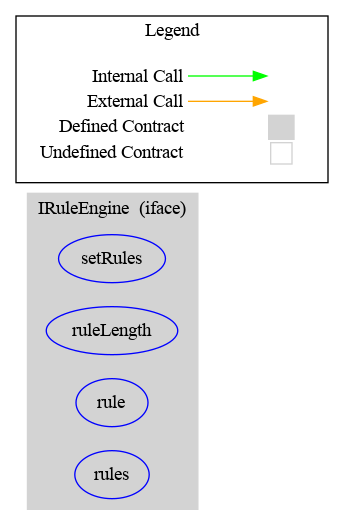 Legend
Internal Call
External Call
Defined Contract
Undefined Contract
IRuleEngine (iface)
setRules
ruleLength
rule
rules